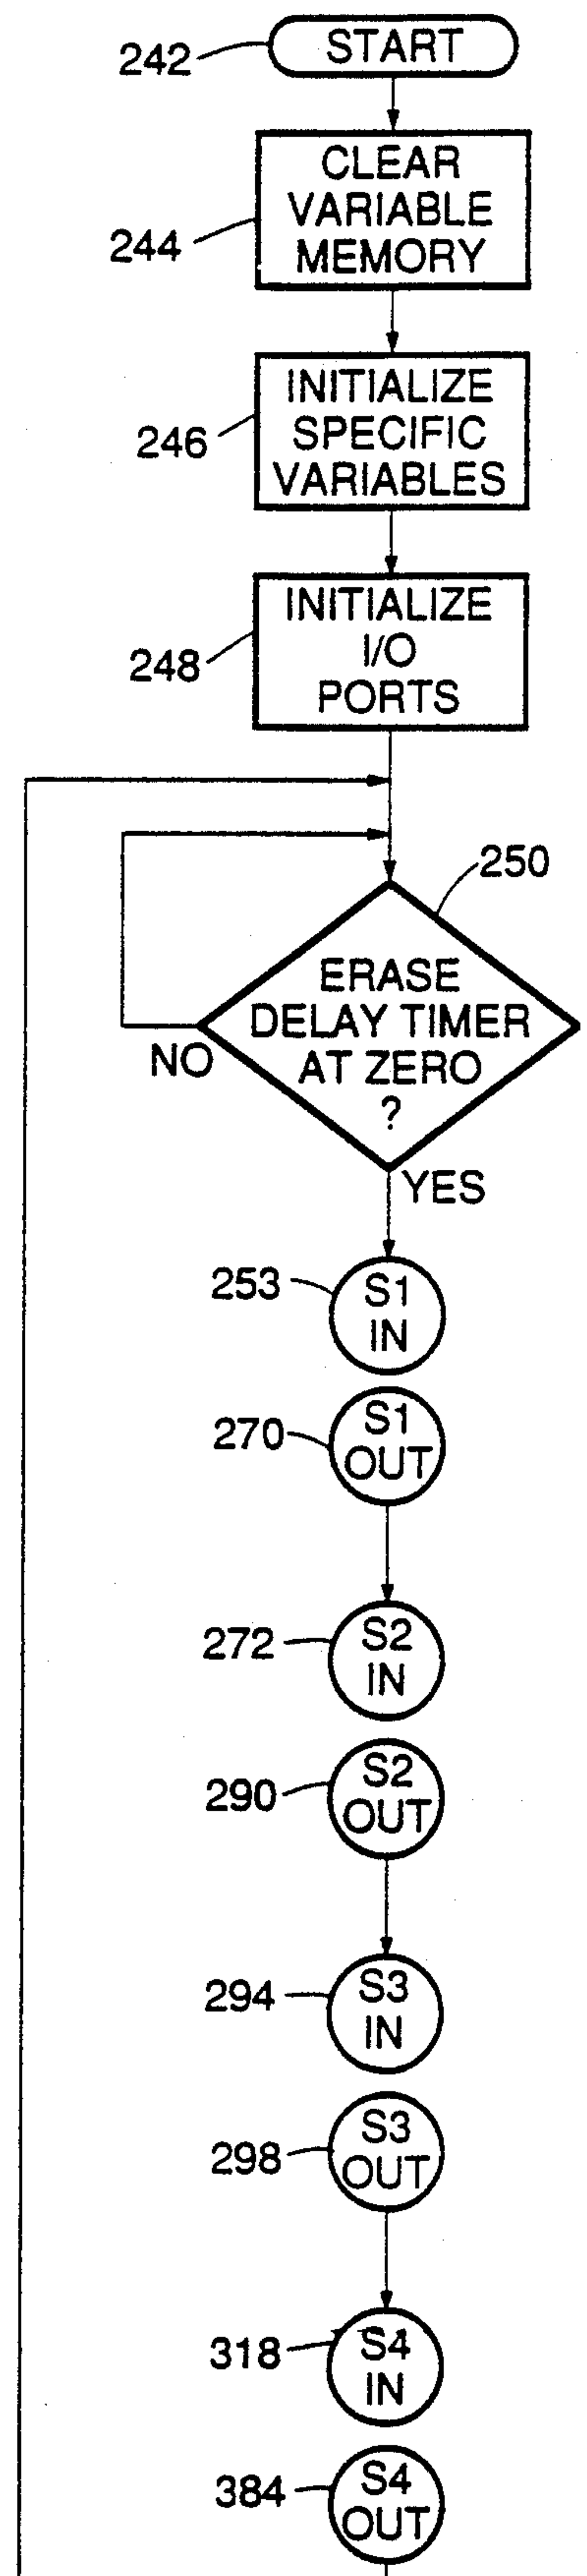 242
START
244
CLEAR
VARIABLE
MEMORY
246
INITIALIZE
SPECIFIC
VARIABLES
248
INITIALIZE
I/O
PORTS
250
ERASE
DELAY TIMER
AT ZERO
?
NO
YES
253
S1
IN
270
S1
OUT
272
S2
IN
290
S2
OUT
294
S3
IN
298
S3
OUT
318
S4
IN
384
S4
OUT